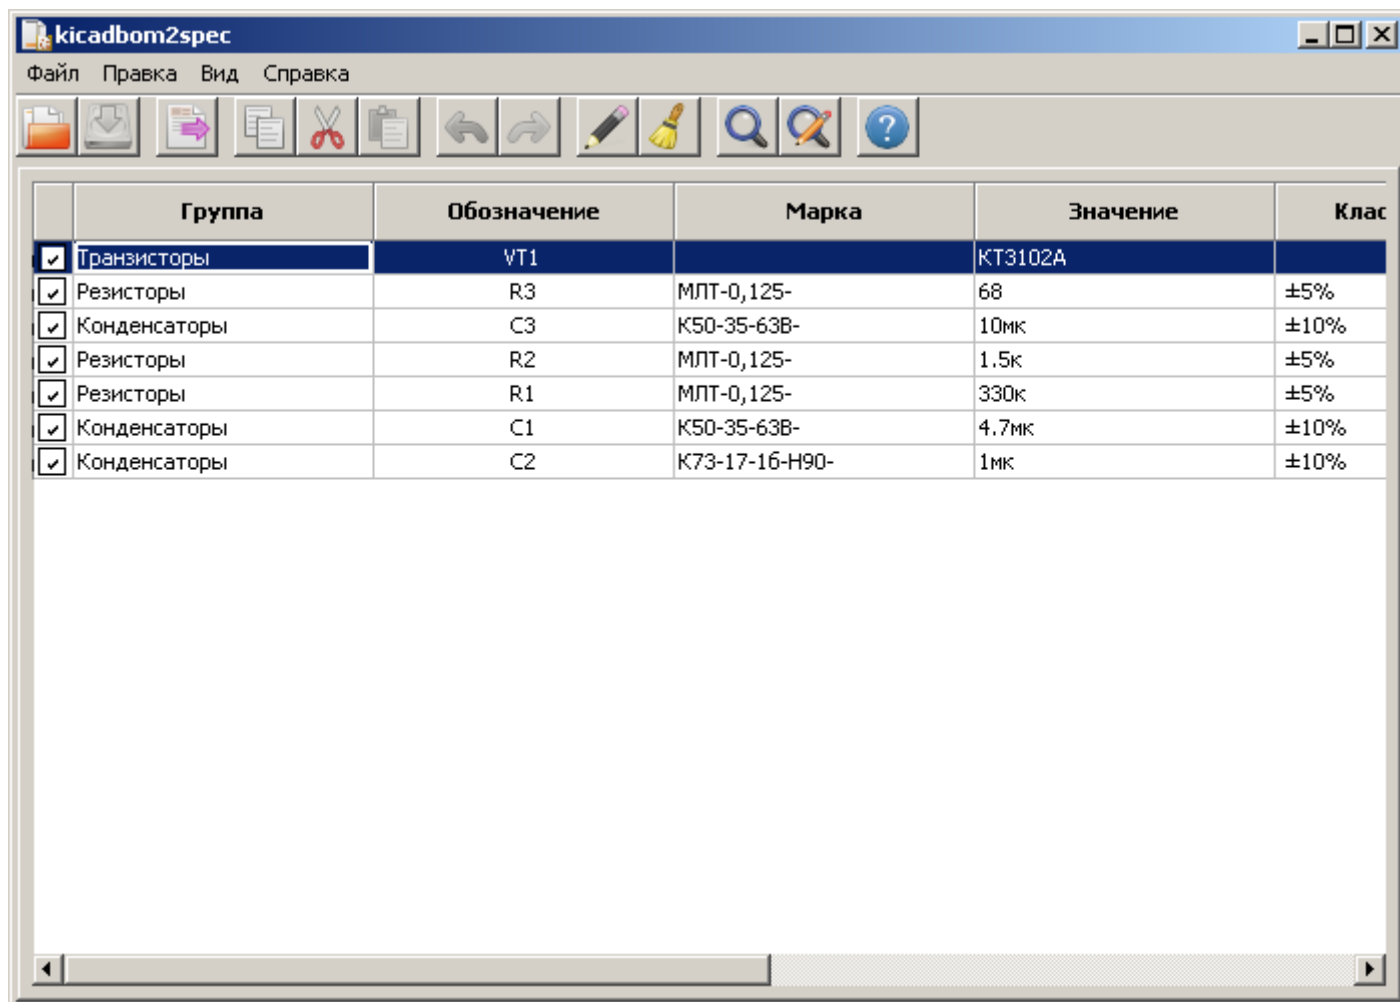 kicadbom2spec
Файл Правка Вид Справка
Группа Обозначение Марка Значение Клас
Транзисторы VT1 КТ3102А
Резисторы R3 МЛТ-0,125- 68 ±5%
Конденсаторы C3 К50-35-63В- 10мк ±10%
Резисторы R2 МЛТ-0,125- 1.5к ±5%
Резисторы R1 МЛТ-0,125- 330к ±5%
Конденсаторы C1 К50-35-63В- 4.7мк ±10%
Конденсаторы C2 К73-17-1б-Н90- 1мк ±10%